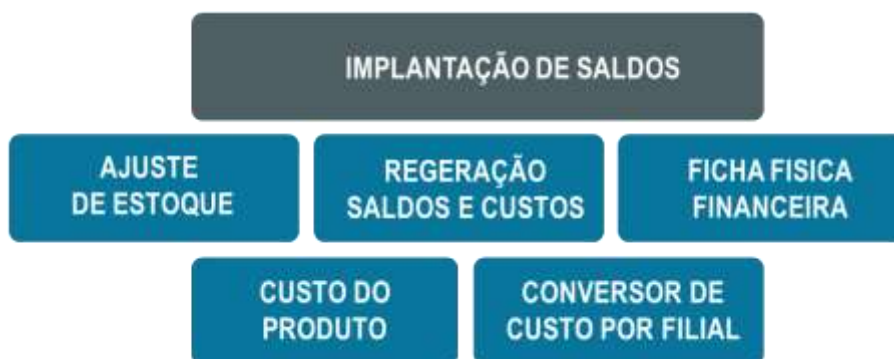 IMPLANTAÇÃO DE SALDOS
AJUSTE
DE ESTOQUE
REGERAÇÃO
SALDOS E CUSTOS
FICHA FISICA
FINANCEIRA
CUSTO DO
PRODUTO
CONVERSOR DE
CUSTO POR FILIAL